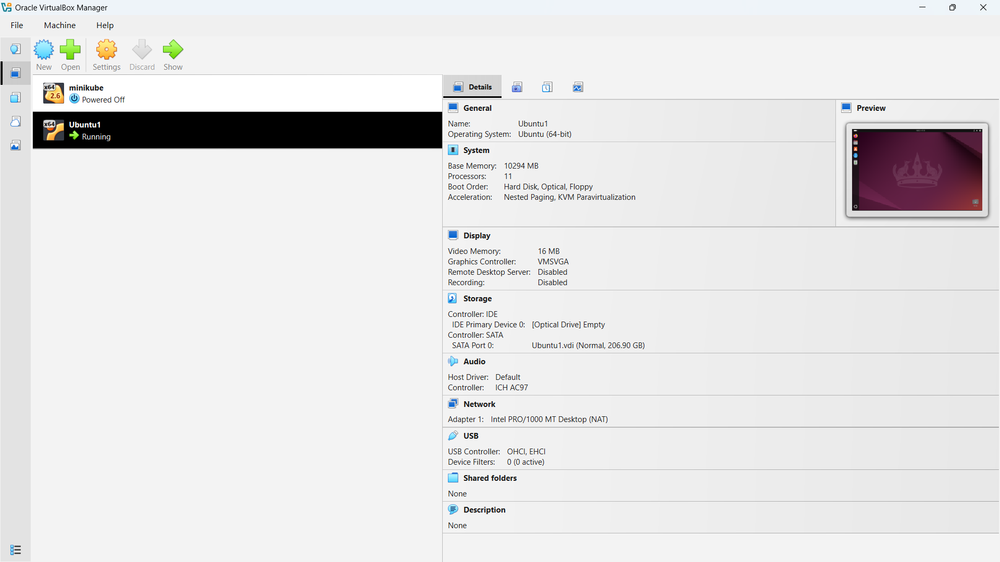 Oracle VirtualBox Manager
File Machine Help
New Open Settings Discard Show
x64 2.6 minikube
Powered Off
x64 Ubuntu1
Running
Details
General
Name: Ubuntu1
Operating System: Ubuntu (64-bit)
Preview
System
Base Memory: 10294 MB
Processors: 11
Boot Order: Hard Disk, Optical, Floppy
Acceleration: Nested Paging, KVM Paravirtualization
Display
Video Memory: 16 MB
Graphics Controller: VMSVGA
Remote Desktop Server: Disabled
Recording: Disabled
Storage
Controller: IDE
IDE Primary Device 0: [Optical Drive] Empty
Controller: SATA
SATA Port 0: Ubuntu1.vdi (Normal, 206.90 GB)
Audio
Host Driver: Default
Controller: ICH AC97
Network
Adapter 1: Intel PRO/1000 MT Desktop (NAT)
USB
USB Controller: OHCI, EHCI
Device Filters: 0 (0 active)
Shared folders
None
Description
None